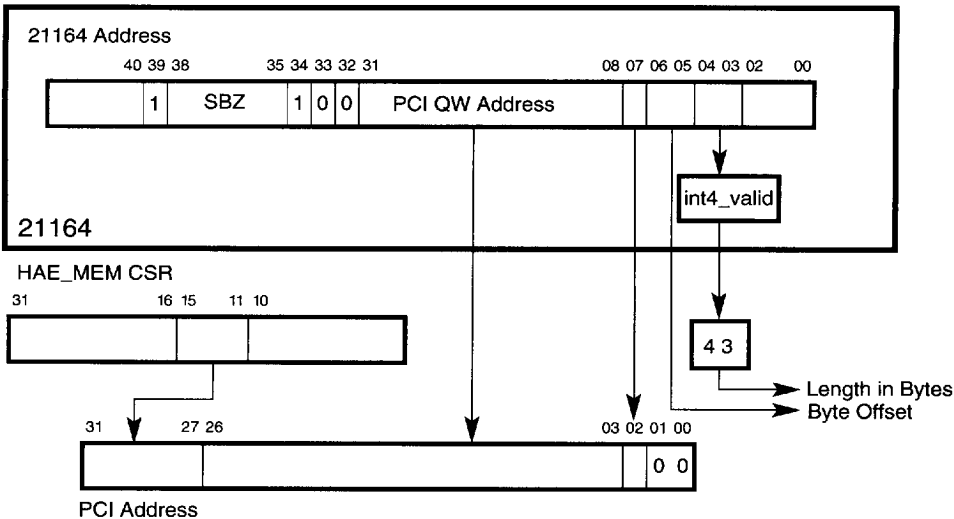 21164 Address
40 39 38 35 34 33 32 31 08 07 06 05 04 03 02 00
1 SBZ 1 0 0 PCI QW Address
int4_valid
21164
HAE_MEM CSR
31 16 15 11 10
4 3
Length in Bytes
Byte Offset
31 27 26 03 02 01 00
0 0
PCI Address